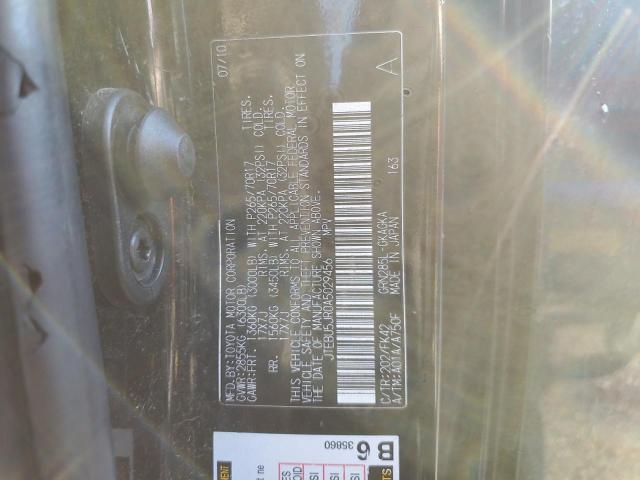 MFD.BY:TOYOTA MOTOR CORPORATION 07/10
GVWR:2855KG (6300LB)
GAWR:FRT. 1360KG (3000LB) WITH P265/70R17 TIRES.
17X7J RIMS. AT 220KPA (32PSI) COLD.
RR. 1560KG (3450LB) WITH P265/70R17 TIRES.
17X7J RIMS. AT 220KPA (32PSI) COLD.
THIS VEHICLE CONFORMS TO ALL APPLICABLE FEDERAL MOTOR
VEHICLE SAFETY, AND THEFT PREVENTION STANDARDS IN EFFECT ON
THE DATE OF MANUFACTURE SHOWN ABOVE.
JTEBU5JR0A5029456 MPV
C/TR:202/FK42 GRN285L-GKAGKA A
A/TM:A01A/A750F MADE IN JAPAN 163
B6
35860